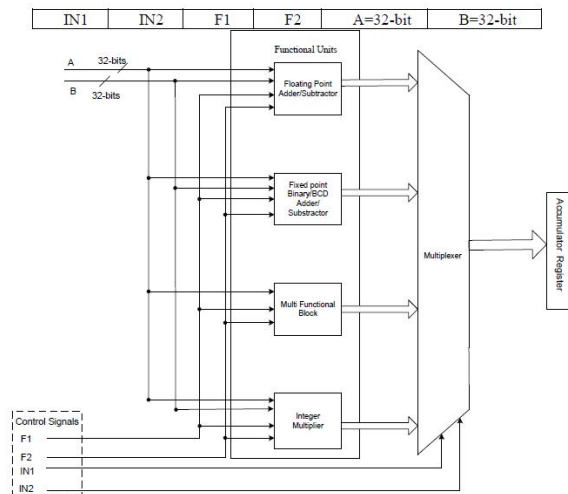 IN1 IN2 F1 F2 A=32-bit B=32-bit
Functional Units
A 32-bits
B 32-bits
Floating Point
Adder/Subtractor
Fixed point
Binary/BCD
Adder/
Substractor
Multiplexer
Accumulator Register
Multi Functional
Block
Integer
Multiplier
Control Signals
F1
F2
IN1
IN2